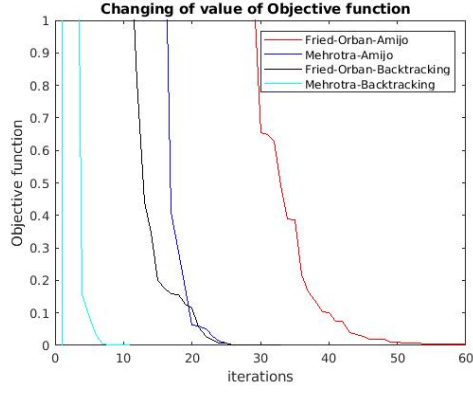 Changing of value of Objective function
Fried-Orban-Amijo
Mehrotra-Amijo
Fried-Orban-Backtracking
Mehrotra-Backtracking
1
0.9
0.8
0.7
0.6
0.5
0.4
0.3
0.2
0.1
0
Objective function
0 10 20 30 40 50 60
iterations